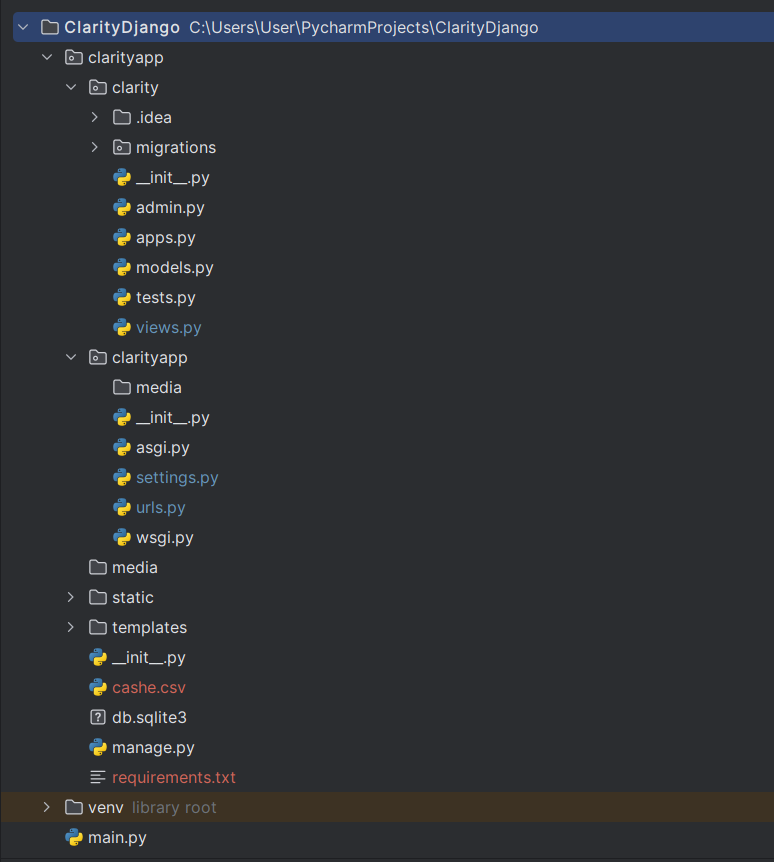 ClarityDjango C:\Users\User\PycharmProjects\ClarityDjango
clarityapp
clarity
.idea
migrations
__init__.py
admin.py
apps.py
models.py
tests.py
views.py
clarityapp
media
__init__.py
asgi.py
settings.py
urls.py
wsgi.py
media
static
templates
__init__.py
cashe.csv
db.sqlite3
manage.py
requirements.txt
venv library root
main.py